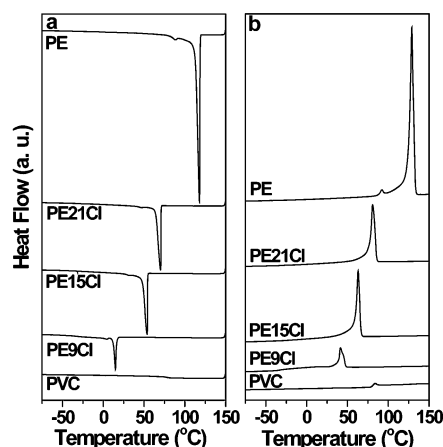 a
PE
PE21Cl
PE15Cl
PE9Cl
PVC
-50 0 50 100 150
Temperature (°C)
Heat Flow (a. u.)
b
PE
PE21Cl
PE15Cl
PE9Cl
PVC
-50 0 50 100 150
Temperature (°C)